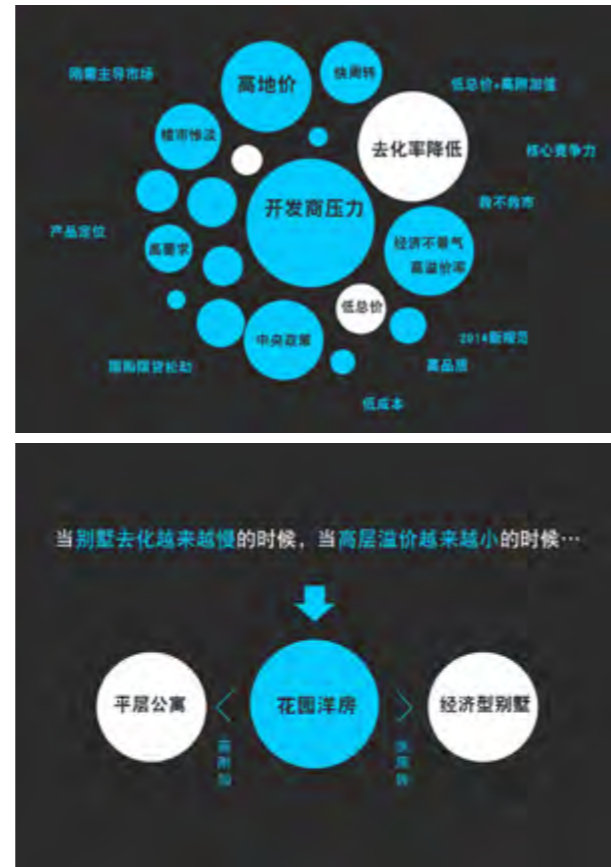 高地价
快周转
刚需主导市场
低总价+高附加值
楼市惨淡
去化率降低
核心竞争力
开发商压力
产品定位
高要求
经济不景气
高溢价率
低总价
中央政策
2014新规范
限购限贷松动
高品质
低成本
当别墅去化越来越慢的时候，当高层溢价越来越小的时候…
平层公寓
花园洋房
经济型别墅
高附加
快周转